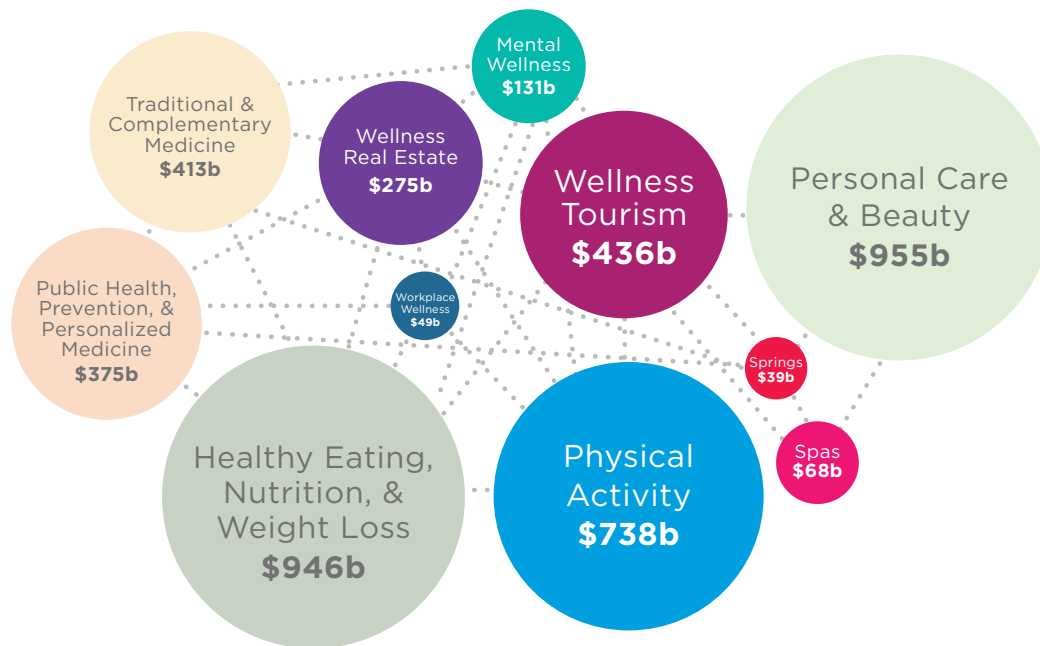 Mental
Wellness
$131b
Traditional &
Complementary
Medicine
$413b
Wellness
Real Estate
$275b
Wellness
Tourism
$436b
Personal Care
& Beauty
$955b
Public Health,
Prevention, &
Personalized
Medicine
$375b
Workplace
Wellness
$49b
Springs
$39b
Healthy Eating,
Nutrition, &
Weight Loss
$946b
Physical
Activity
$738b
Spas
$68b